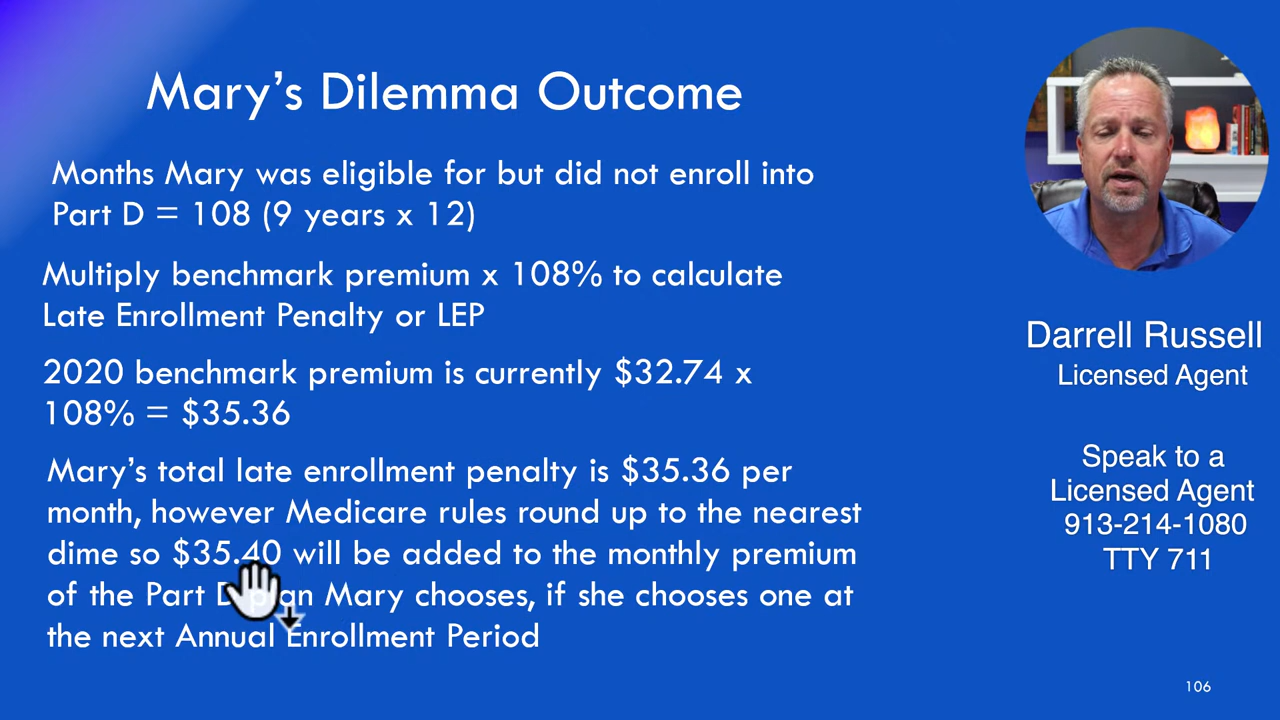 Mary's Dilemma Outcome
Months Mary was eligible for but did not enroll into
Part D = 108 (9 years x 12)
Multiply benchmark premium x 108% to calculate
Late Enrollment Penalty or LEP
2020 benchmark premium is currently $32.74 x
108% = $35.36
Mary's total late enrollment penalty is $35.36 per
month, however Medicare rules round up to the nearest
dime so $35.40 will be added to the monthly premium
of the Part D plan Mary chooses, if she chooses one at
the next Annual Enrollment Period
Darrell Russell
Licensed Agent
Speak to a
Licensed Agent
913-214-1080
TTY 711
106